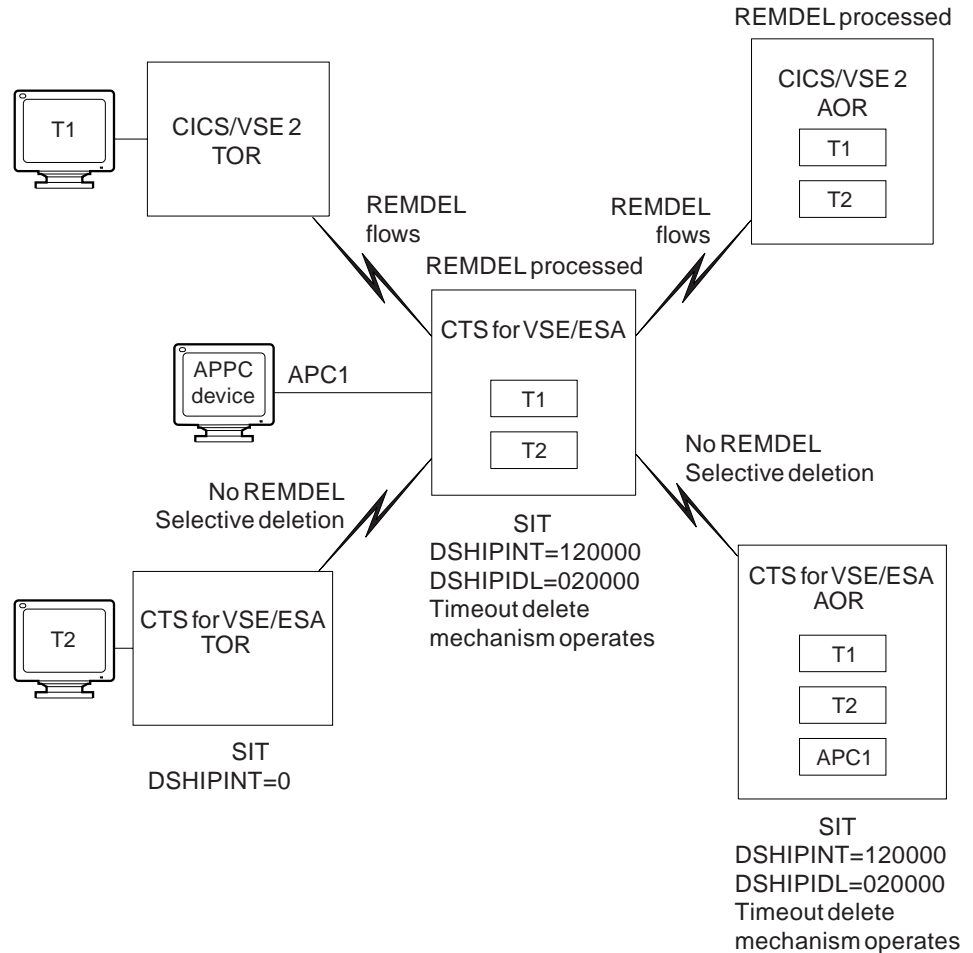 REMDEL processed
T1
CICS/VSE 2
TOR
CICS/VSE 2
AOR
T1
T2
REMDEL
flows
REMDEL
flows
REMDEL processed
CTS for VSE/ESA
T1
T2
APPC
device
APC1
No REMDEL
Selective deletion
No REMDEL
Selective deletion
SIT
DSHIPINT=120000
DSHIPIDL=020000
Timeout delete
mechanism operates
T2
CTS for VSE/ESA
TOR
SIT
DSHIPINT=0
CTS for VSE/ESA
AOR
T1
T2
APC1
SIT
DSHIPINT=120000
DSHIPIDL=020000
Timeout delete
mechanism operates